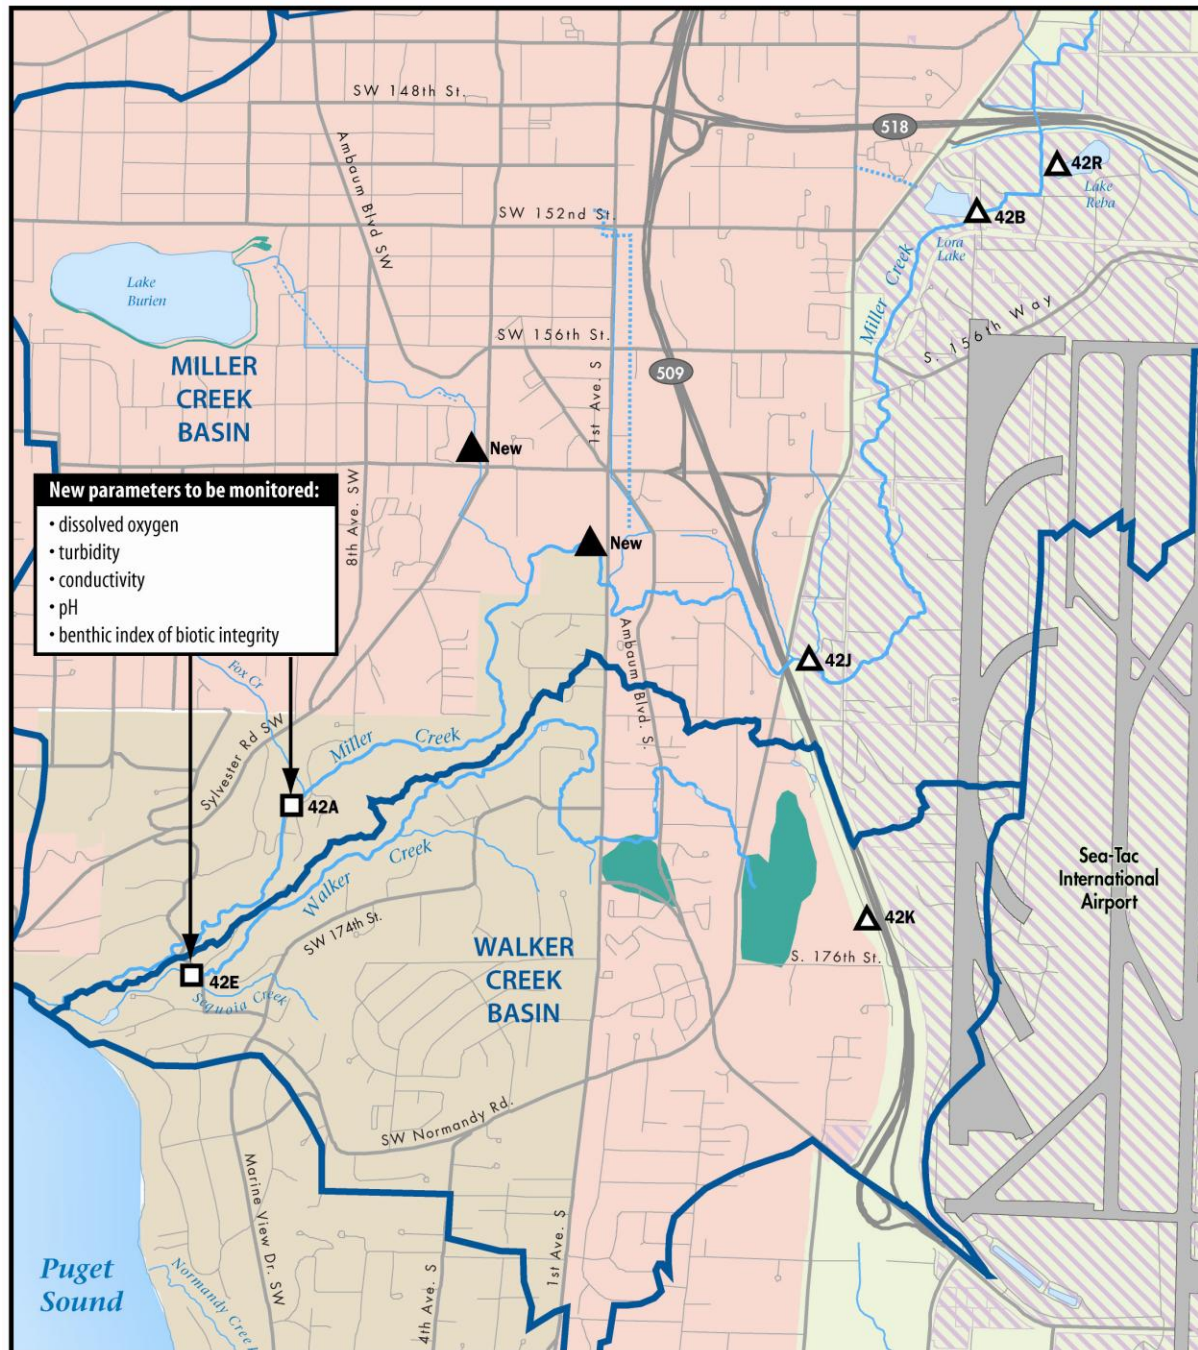 SW 148th St.
518
Ambaum Blvd SW
42R
Lake
Reba
SW 152nd St.
42B
Lora
Lake
Miller Creek
Lake
Burien
S. 156th Way
SW 156th St.
509
1st Ave. S
MILLER
CREEK
BASIN
New
New parameters to be monitored:
• dissolved oxygen
• turbidity
• conductivity
• pH
• benthic index of biotic integrity
8th Ave. SW
New
Ambaum Blvd. S.
42J
Fox Cr
Sylvester Rd SW
Miller Creek
42A
Walker Creek
Sea-Tac
International
Airport
42K
SW 174th St.
WALKER
CREEK
BASIN
S. 176th St.
42E
Sequoia Creek
SW Normandy Rd.
Marine View Dr. SW
1st Ave. S
4th Ave. S
Puget
Sound
Normandy Creek